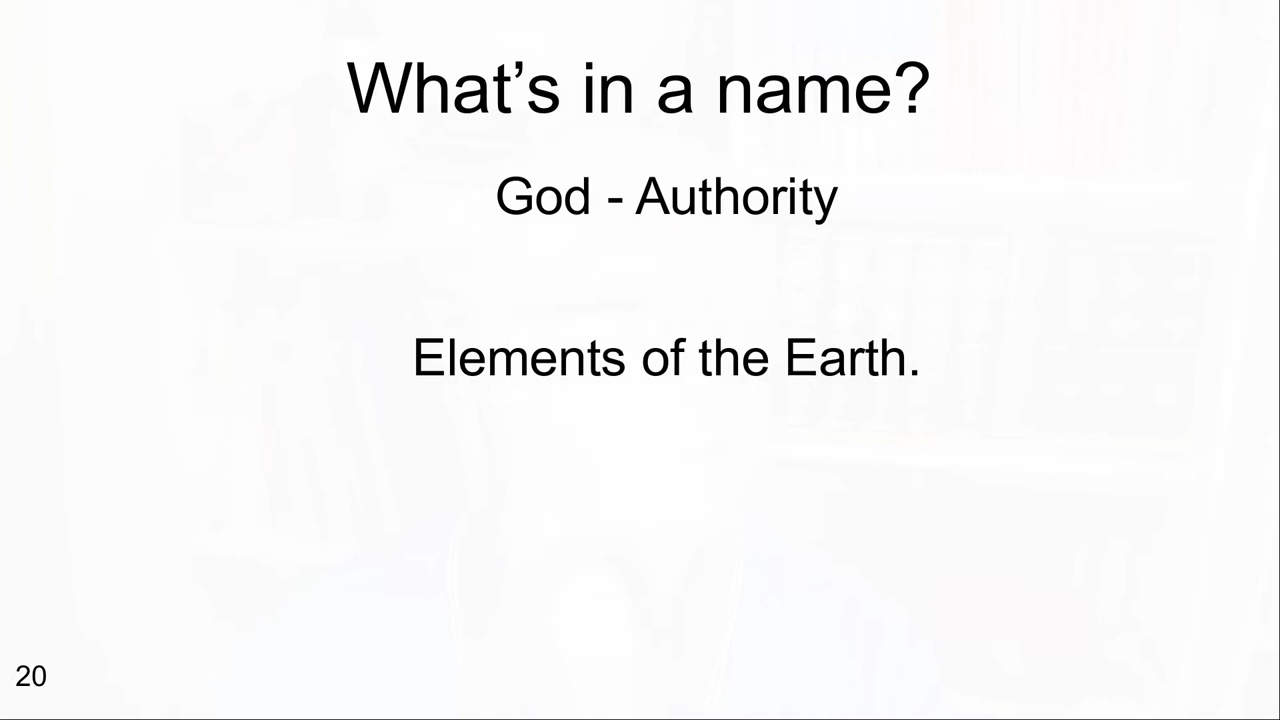 What’s in a name?
God - Authority
Elements of the Earth.
20